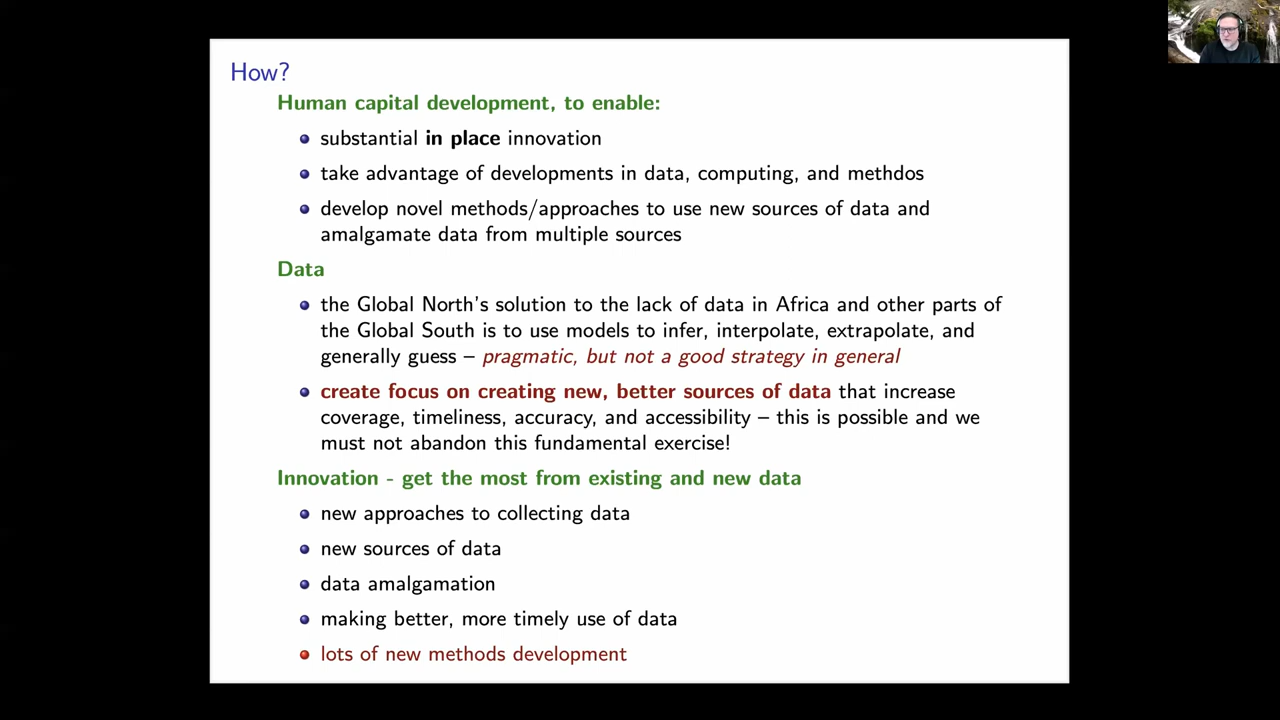 How?
Human capital development, to enable:
substantial in place innovation
take advantage of developments in data, computing, and methdos
develop novel methods/approaches to use new sources of data and
amalgamate data from multiple sources
Data
the Global North's solution to the lack of data in Africa and other parts of
the Global South is to use models to infer, interpolate, extrapolate, and
generally guess – pragmatic, but not a good strategy in general
create focus on creating new, better sources of data that increase
coverage, timeliness, accuracy, and accessibility – this is possible and we
must not abandon this fundamental exercise!
Innovation - get the most from existing and new data
new approaches to collecting data
new sources of data
data amalgamation
making better, more timely use of data
lots of new methods development